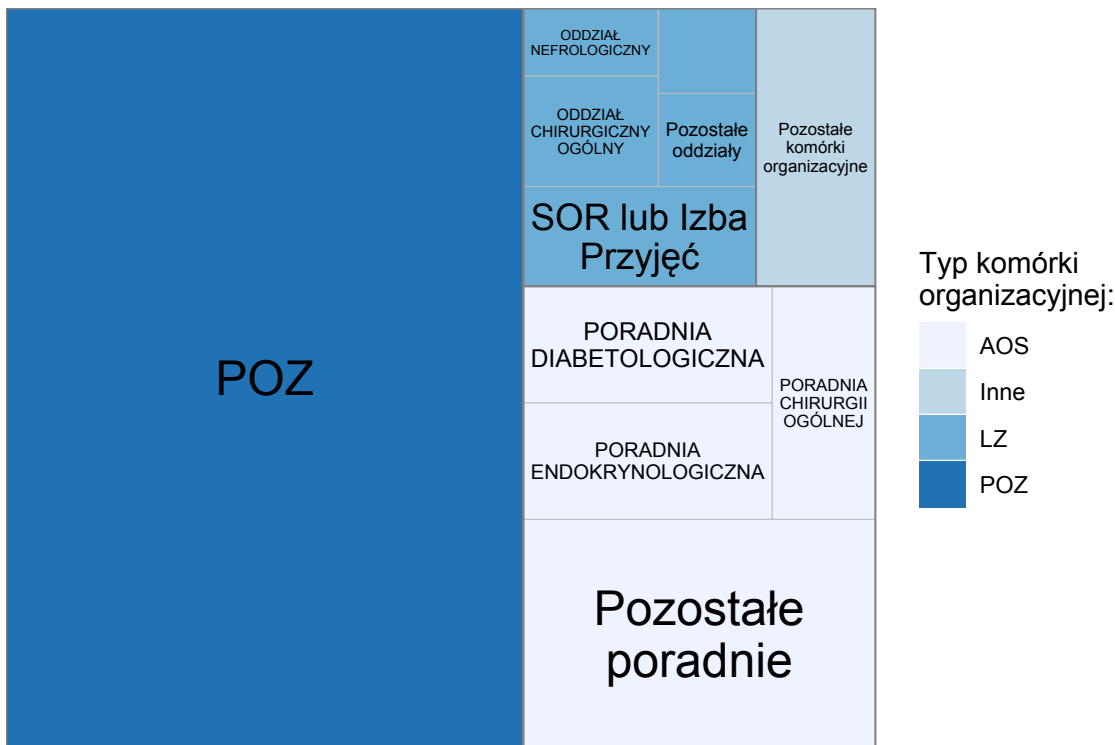 POZ
ODDZIAŁ
NEFROLOGICZNY
ODDZIAŁ
CHIRURGICZNY
OGÓLNY
Pozostałe
oddziały
Pozostałe
komórki
organizacyjne
SOR lub Izba
Przyjęć
PORADNIA
DIABETOLOGICZNA
PORADNIA
ENDOKRYNOLOGICZNA
PORADNIA
CHIRURGII
OGÓLNEJ
Pozostałe
poradnie
Typ komórki
organizacyjnej:
AOS
Inne
LZ
POZ